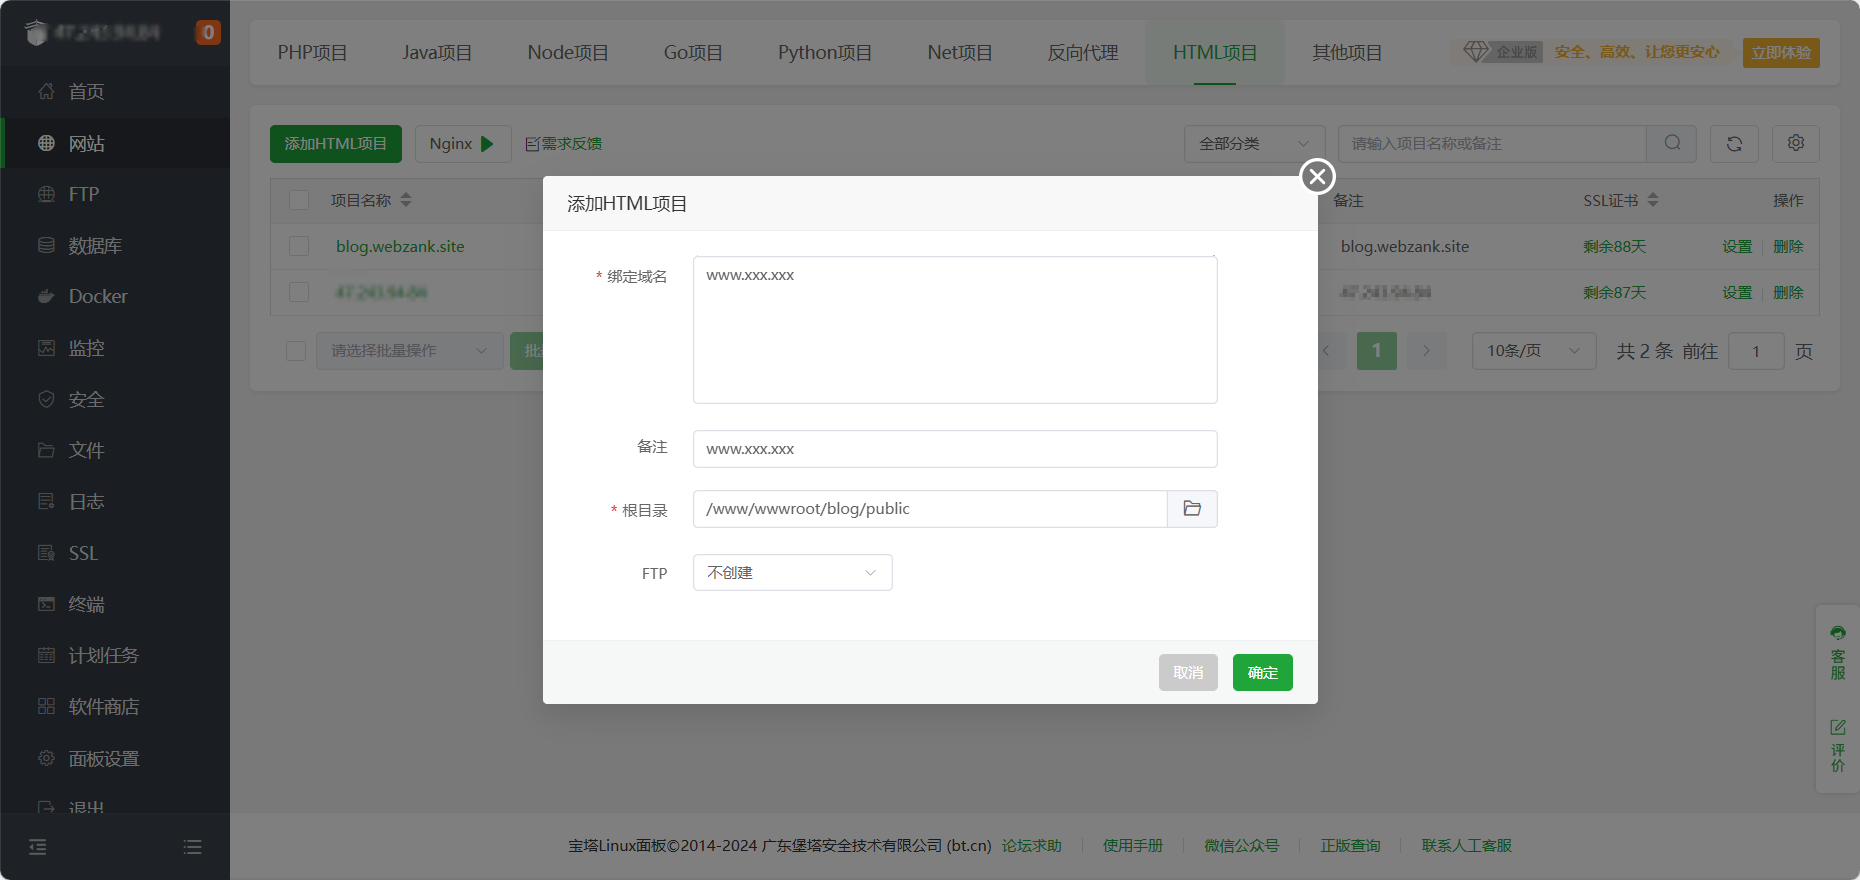 0
首页
网站
FTP
数据库
Docker
监控
安全
文件
日志
SSL
终端
计划任务
软件商店
面板设置
退出
PHP项目 Java项目 Node项目 Go项目 Python项目 Net项目 反向代理 HTML项目 其他项目 企业版 安全、高效、让您更安心 立即体验
添加HTML项目 Nginx 需求反馈 全部分类 请输入项目名称或备注
项目名称 备注 SSL证书 操作
blog.webzank.site blog.webzank.site 剩余88天 设置 删除
剩余87天 设置 删除
请选择批量操作 1 10条/页 共 2 条 前往 1 页
添加HTML项目
* 绑定域名 www.xxx.xxx
备注 www.xxx.xxx
* 根目录 /www/wwwroot/blog/public
FTP 不创建
取消 确定
客服
评价
宝塔Linux面板©2014-2024 广东堡塔安全技术有限公司 (bt.cn) 论坛求助 使用手册 微信公众号 正版查询 联系人工客服